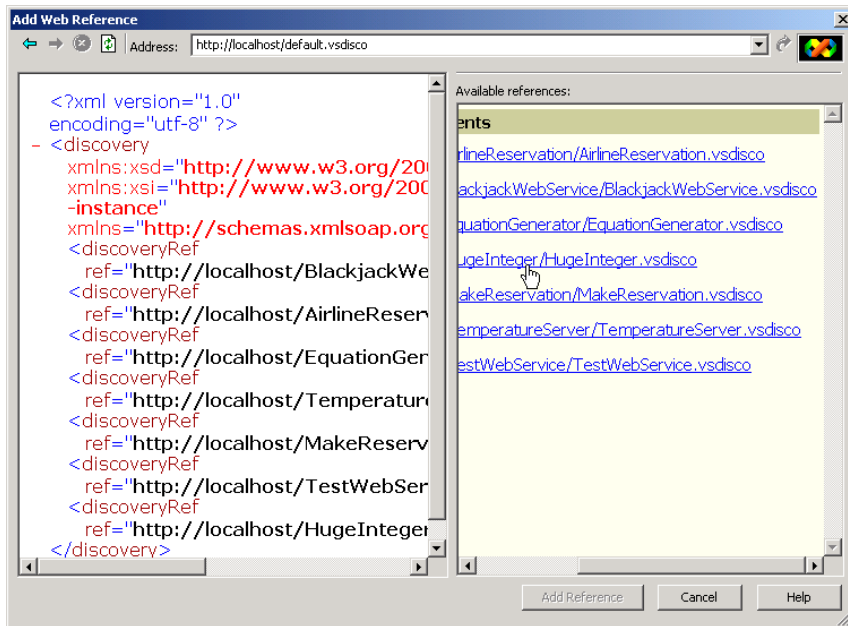 Add Web Reference
Address: http://localhost/default.vsdisco
<?xml version="1.0"
encoding="utf-8" ?>
− <discovery
xmlns:xsd="http://www.w3.org/200
xmlns:xsi="http://www.w3.org/200
-instance"
xmlns="http://schemas.xmlsoap.org
<discoveryRef
ref="http://localhost/BlackjackWe
<discoveryRef
ref="http://localhost/AirlineReserv
<discoveryRef
ref="http://localhost/EquationGen
<discoveryRef
ref="http://localhost/Temperature
<discoveryRef
ref="http://localhost/MakeReserv
<discoveryRef
ref="http://localhost/TestWebSer
<discoveryRef
ref="http://localhost/HugeInteger
</discovery>
Available references:
ents
rlineReservation/AirlineReservation.vsdisco
ackjackWebService/BlackjackWebService.vsdisco
quationGenerator/EquationGenerator.vsdisco
ugeInteger/HugeInteger.vsdisco
akeReservation/MakeReservation.vsdisco
emperatureServer/TemperatureServer.vsdisco
estWebService/TestWebService.vsdisco
Add Reference
Cancel
Help